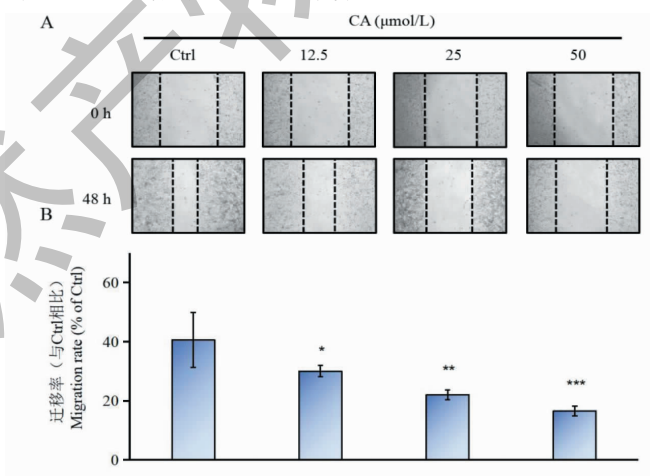 A
CA (μmol/L)
Ctrl 12.5 25 50
0 h
48 h
B
迁移率（与Ctrl相比）
Migration rate (% of Ctrl)
60
40
20
0
*
**
***